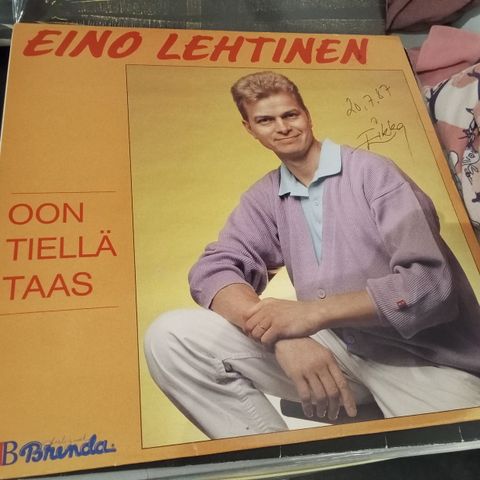 EINO LEHTINEN
20.7.87
OON
TIELLÄ
TAAS
B Brenda